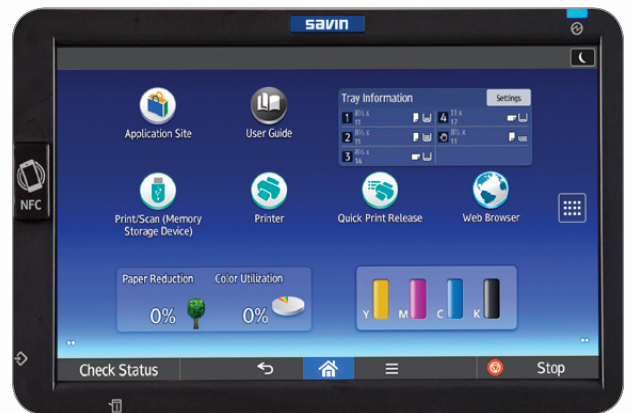 savin
Tray Information
Settings
1 8½ x 11
4 11 x 17
2 8½ x 11
8½ x 11
3 8½ x 14
Application Site
User Guide
NFC
Print/Scan (Memory
Storage Device)
Printer
Quick Print Release
Web Browser
Paper Reduction
Color Utilization
0%
0%
Y M C K
Check Status
Stop